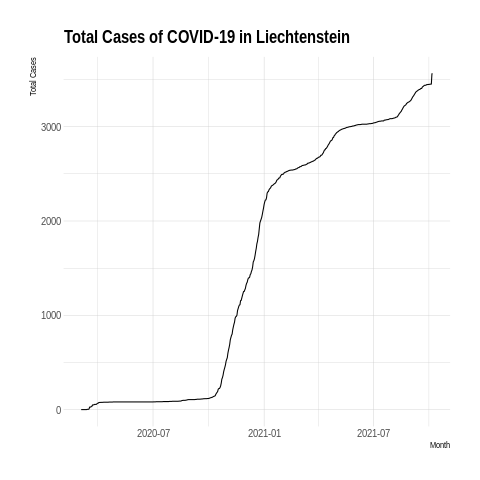 Total Cases of COVID-19 in Liechtenstein
Total Cases
3000
2000
1000
0
2020-07 2021-01 2021-07
Month